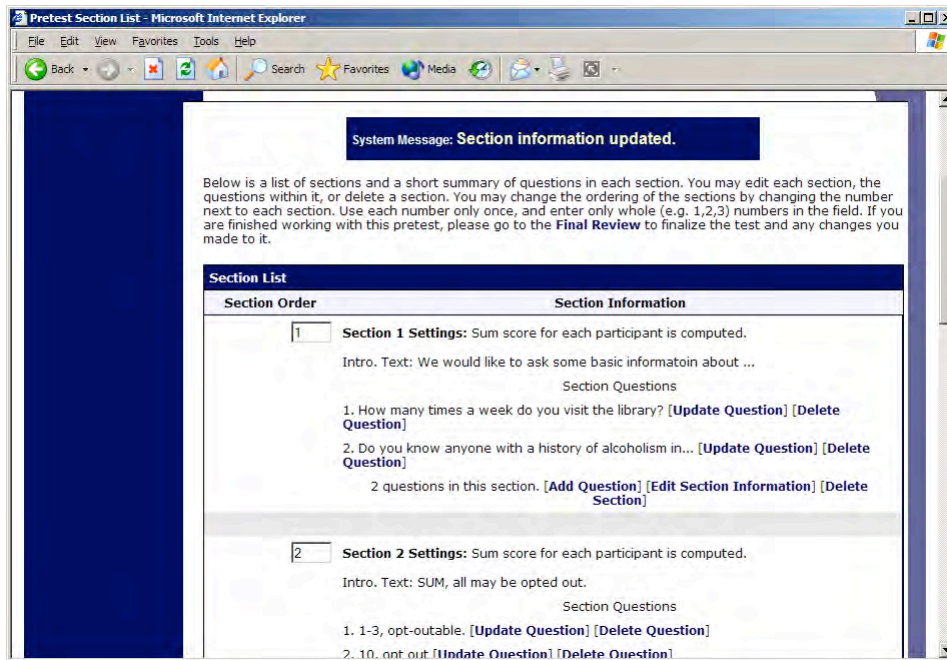 Pretest Section List - Microsoft Internet Explorer
File Edit View Favorites Tools Help
Back Search Favorites Media
System Message: Section information updated.
Below is a list of sections and a short summary of questions in each section. You may edit each section, the
questions within it, or delete a section. You may change the ordering of the sections by changing the number
next to each section. Use each number only once, and enter only whole (e.g. 1,2,3) numbers in the field. If you
are finished working with this pretest, please go to the Final Review to finalize the test and any changes you
made to it.
Section List
Section Order Section Information
1 Section 1 Settings: Sum score for each participant is computed.
Intro. Text: We would like to ask some basic informatoin about ...
Section Questions
1. How many times a week do you visit the library? [Update Question] [Delete
Question]
2. Do you know anyone with a history of alcoholism in... [Update Question] [Delete
Question]
2 questions in this section. [Add Question] [Edit Section Information] [Delete
Section]
2 Section 2 Settings: Sum score for each participant is computed.
Intro. Text: SUM, all may be opted out.
Section Questions
1. 1-3, opt-outable. [Update Question] [Delete Question]
2. 10, opt out [Update Question] [Delete Question]